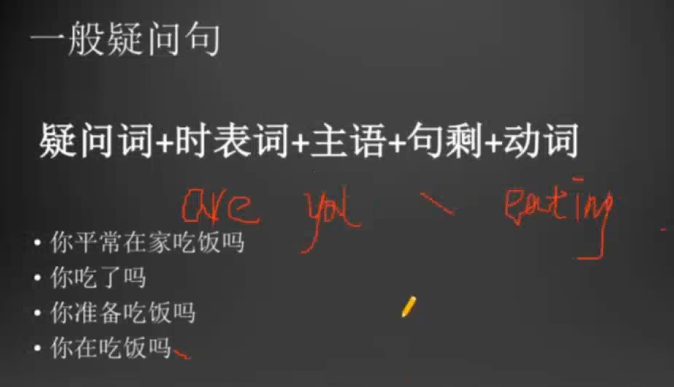 一般疑问句
疑问词+时表词+主语+句剩+动词
are you eating
• 你平常在家吃饭吗
• 你吃了吗
• 你准备吃饭吗
• 你在吃饭吗